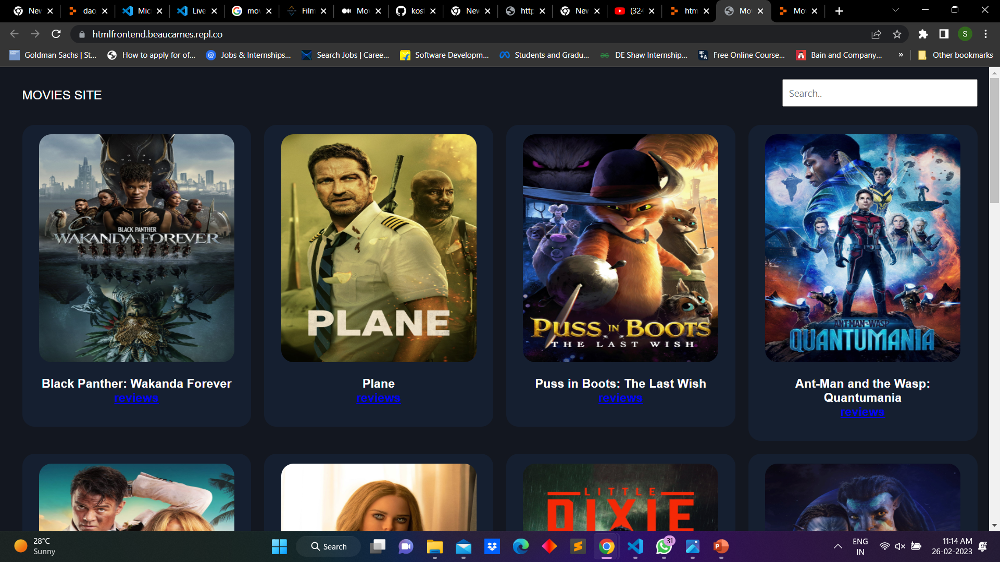 New
dao
Mic
Live
mov
Film
Mov
kost
New
http
New
(324
htm
Mov
Mov
htmlfrontend.beaucarnes.repl.co
S
Goldman Sachs | St...
How to apply for of...
Jobs & Internships...
Search Jobs | Caree...
Software Developm...
Students and Gradu...
DE Shaw Internship...
Free Online Course...
Bain and Company...
»
Other bookmarks
MOVIES SITE
Search..
BLACK PANTHER
WAKANDA FOREVER
PLANE
PUSS IN BOOTS
THE LAST WISH
ANT-MAN AND THE WASP
QUANTUMANIA
Black Panther: Wakanda Forever
reviews
Plane
reviews
Puss in Boots: The Last Wish
reviews
Ant-Man and the Wasp:
Quantumania
reviews
LITTLE
DIXIE
28°C
Sunny
Search
31
ENG
IN
11:14 AM
26-02-2023